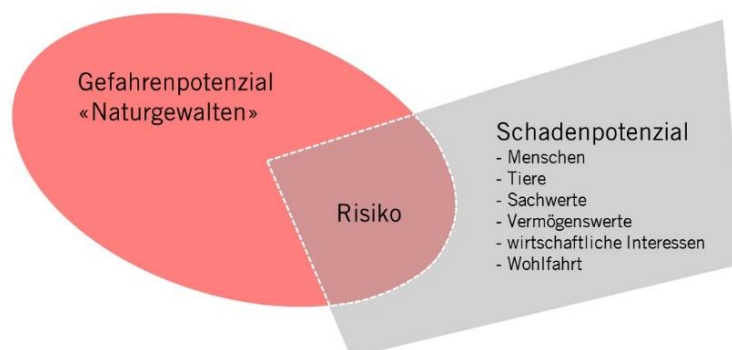 Gefahrenpotenzial
«Naturgewalten»
Risiko
Schadenpotenzial
- Menschen
- Tiere
- Sachwerte
- Vermögenswerte
- wirtschaftliche Interessen
- Wohlfahrt